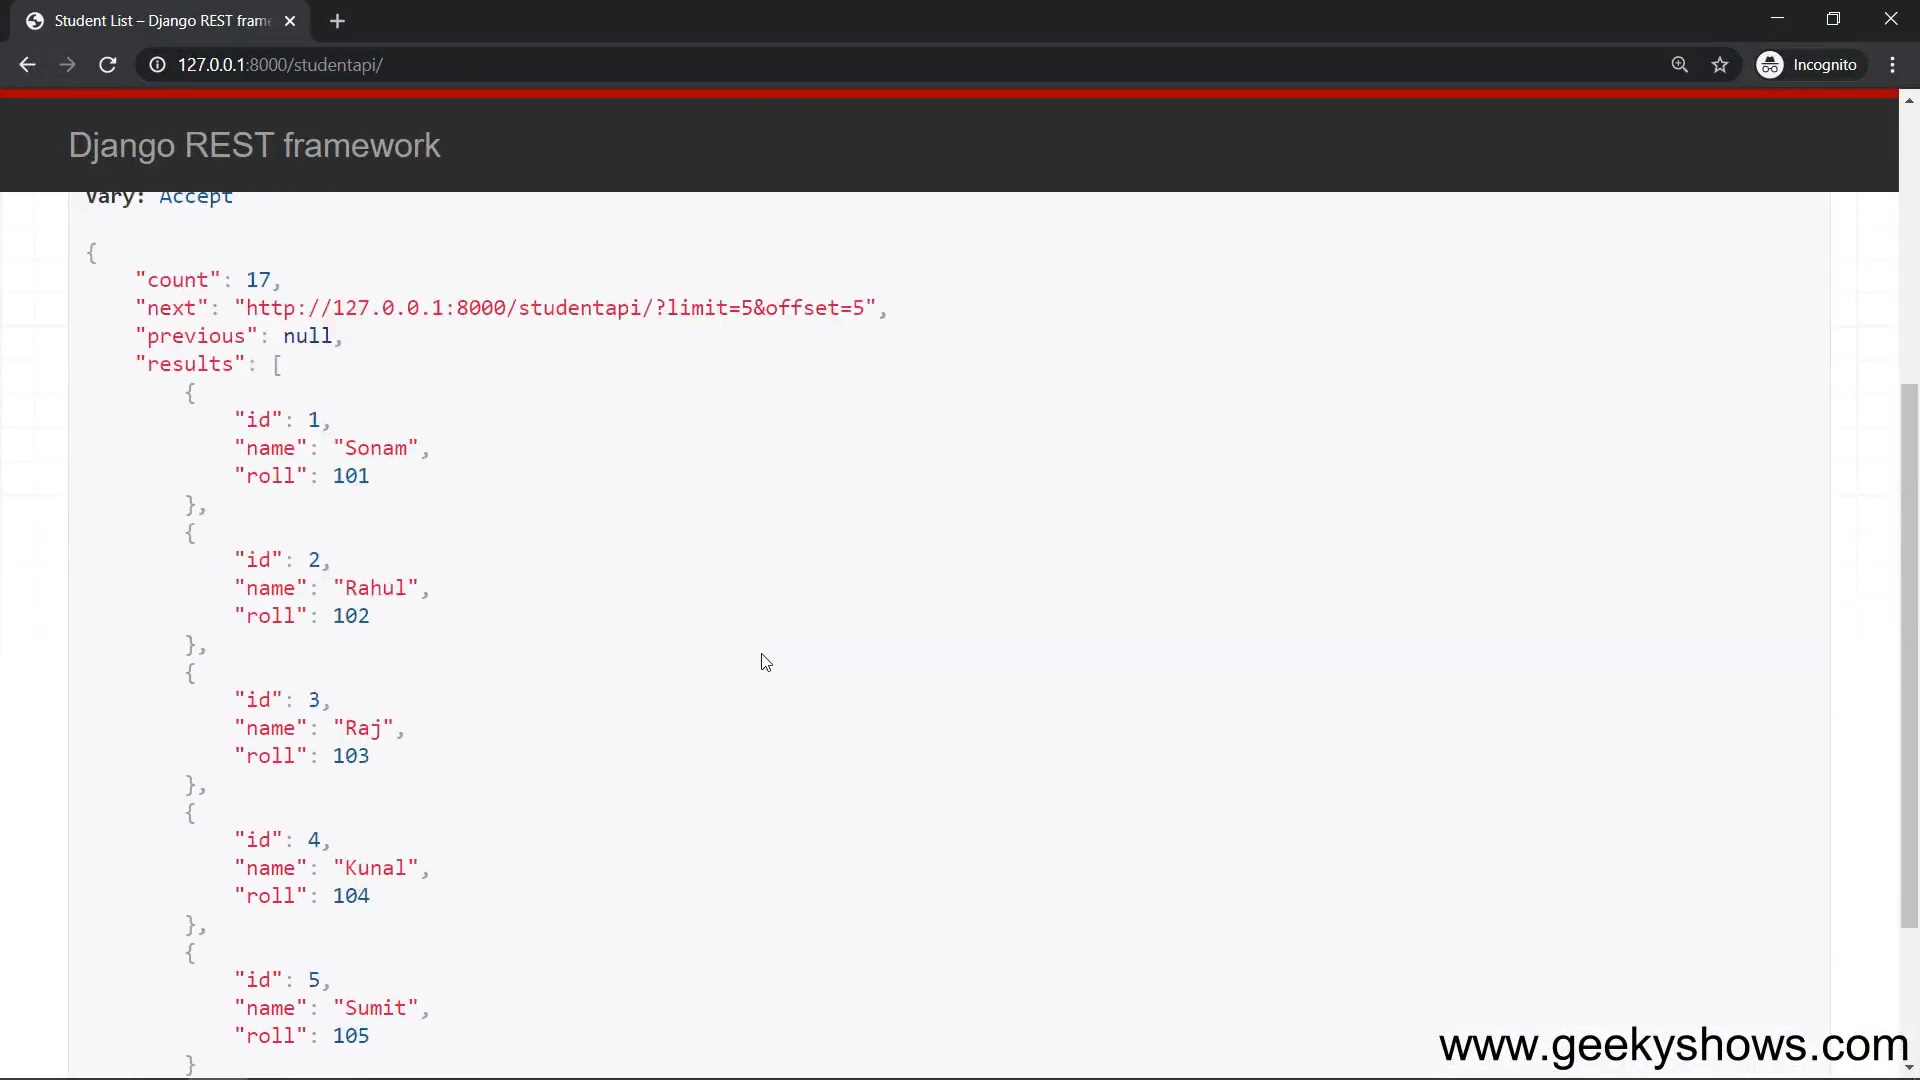 Student List – Django REST fram
127.0.0.1:8000/studentapi/
Incognito
Django REST framework
Vary: Accept
{
"count": 17,
"next": "http://127.0.0.1:8000/studentapi/?limit=5&offset=5",
"previous": null,
"results": [
{
"id": 1,
"name": "Sonam",
"roll": 101
},
{
"id": 2,
"name": "Rahul",
"roll": 102
},
{
"id": 3,
"name": "Raj",
"roll": 103
},
{
"id": 4,
"name": "Kunal",
"roll": 104
},
{
"id": 5,
"name": "Sumit",
"roll": 105
}
www.geekyshows.com